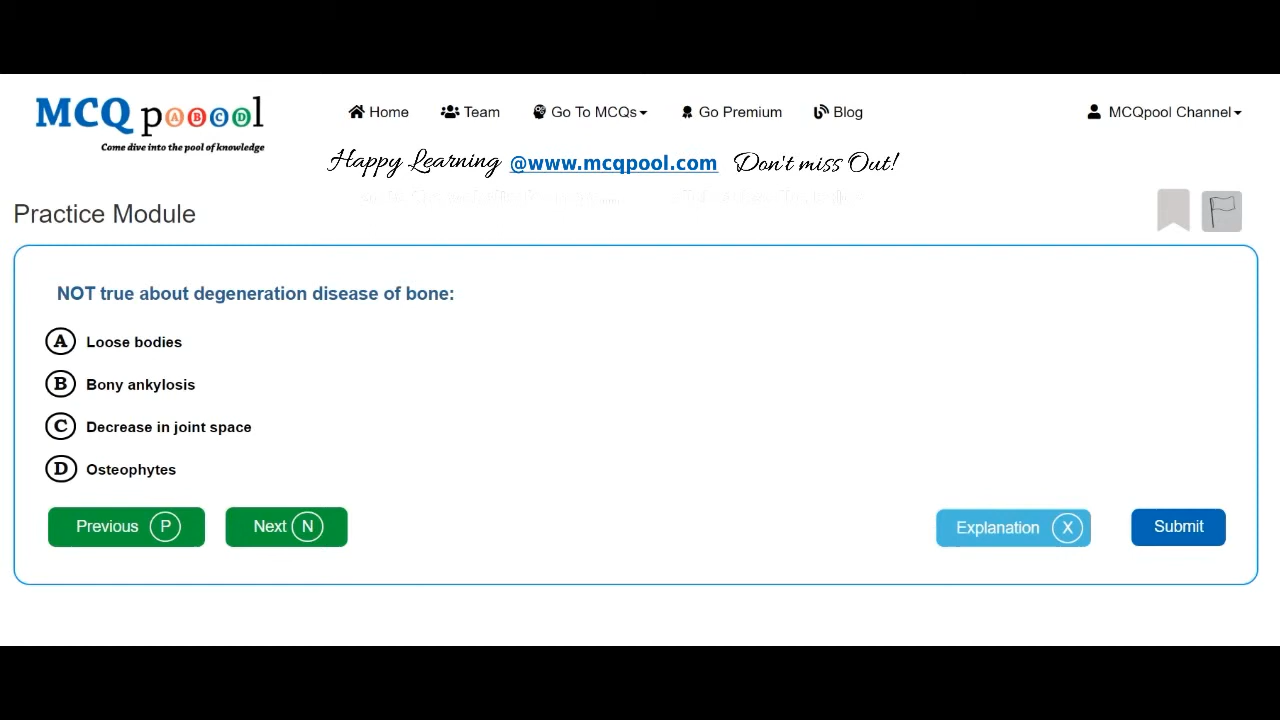 MCQ pABCDl
Come dive into the pool of knowledge
Home Team Go To MCQs Go Premium Blog MCQpool Channel
Happy Learning @www.mcqpool.com Don't miss Out!
Practice Module
NOT true about degeneration disease of bone:
A Loose bodies
B Bony ankylosis
C Decrease in joint space
D Osteophytes
Previous P Next N Explanation X Submit